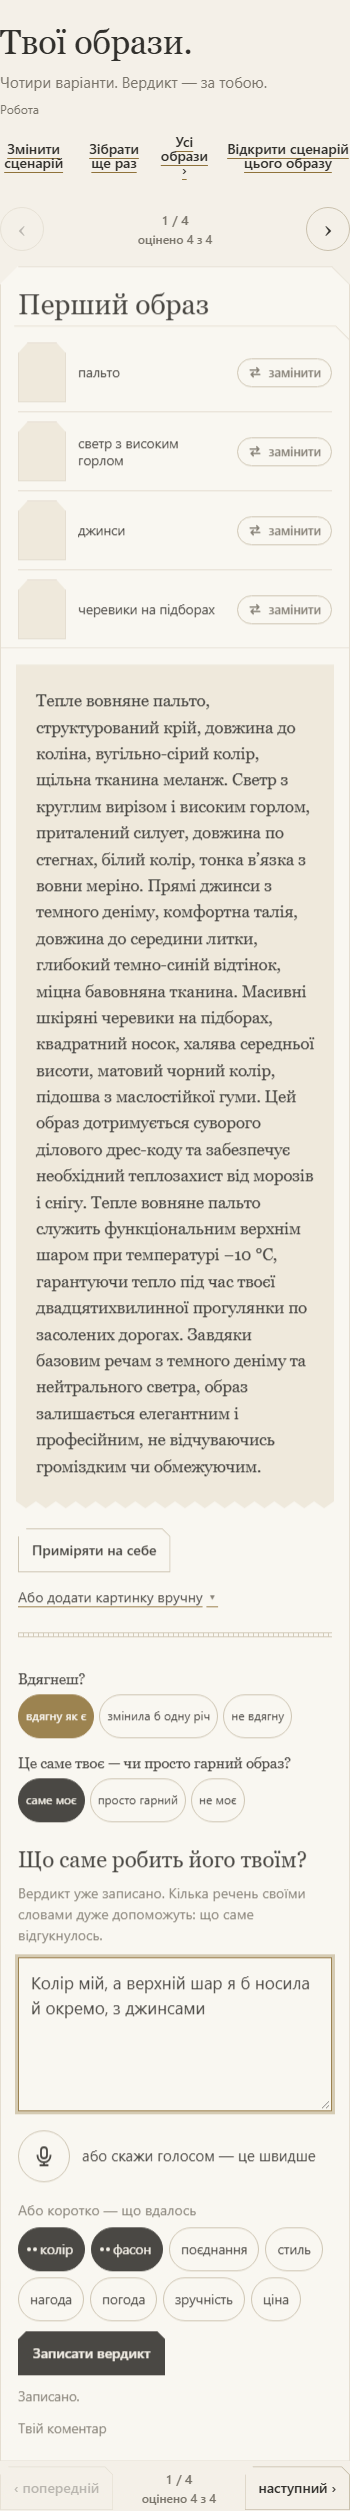 Твої образи.
Чотири варіанти. Вердикт — за тобою.
Робота
Змінити сценарій
Зібрати ще раз
Усі образи ›
Відкрити сценарій цього образу
‹
1 / 4
оцінено 4 з 4
›
Перший образ
пальто
⇄ замінити
светр з високим
горлом
⇄ замінити
джинси
⇄ замінити
черевики на підборах
⇄ замінити
Тепле вовняне пальто,
структурований крій, довжина до
коліна, вугільно-сірий колір,
щільна тканина меланж. Светр з
круглим вирізом і високим горлом,
приталений силует, довжина по
стегнах, білий колір, тонка в’язка з
вовни меріно. Прямі джинси з
темного деніму, комфортна талія,
довжина до середини литки,
глибокий темно-синій відтінок,
міцна бавовняна тканина. Масивні
шкіряні черевики на підборах,
квадратний носок, халява середньої
висоти, матовий чорний колір,
підошва з маслостійкої гуми. Цей
образ дотримується суворого
ділового дрес-коду та забезпечує
необхідний теплозахист від морозів
і снігу. Тепле вовняне пальто
служить функціональним верхнім
шаром при температурі −10 °C,
гарантуючи тепло під час твоєї
двадцятихвилинної прогулянки по
засолених дорогах. Завдяки
базовим речам з темного деніму та
нейтрального светра, образ
залишається елегантним і
професійним, не відчуваючись
громіздким чи обмежуючим.
Приміряти на себе
Або додати картинку вручну ▾
Вдягнеш?
вдягну як є
змінила б одну річ
не вдягну
Це саме твоє — чи просто гарний образ?
саме моє
просто гарний
не моє
Що саме робить його твоїм?
Вердикт уже записано. Кілька речень своїми
словами дуже допоможуть: що саме
відгукнулось.
Колір мій, а верхній шар я б носила
й окремо, з джинсами
або скажи голосом — це швидше
Або коротко — що вдалось
•• колір
•• фасон
поєднання
стиль
нагода
погода
зручність
ціна
Записати вердикт
Записано.
Твій коментар
‹ попередній
1 / 4
оцінено 4 з 4
наступний ›